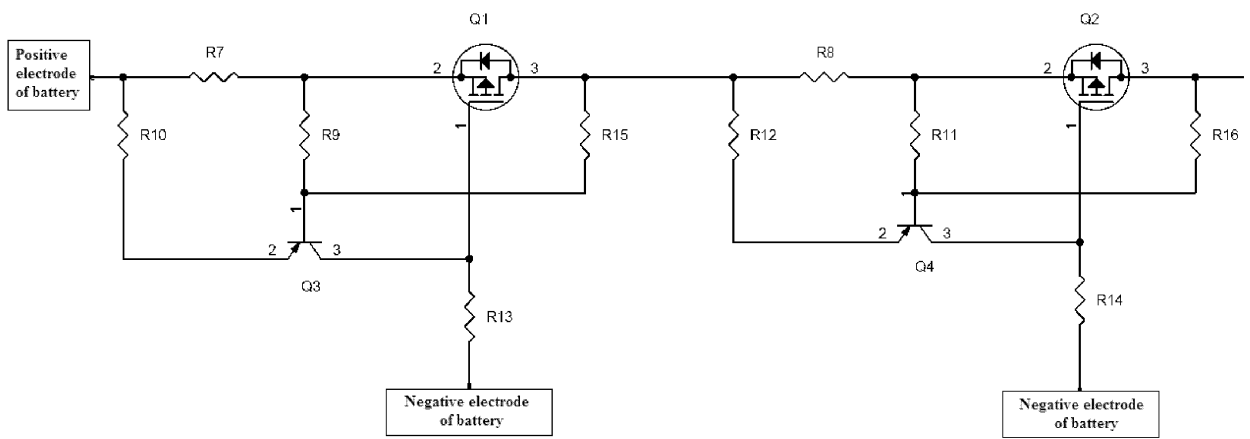 Q1
Q2
Positive
electrode
of battery
R7
R8
2
3
2
3
R10
R9
1
R15
R12
R11
1
R16
1
1
2
3
2
3
Q3
Q4
R13
R14
Negative electrode
of battery
Negative electrode
of battery